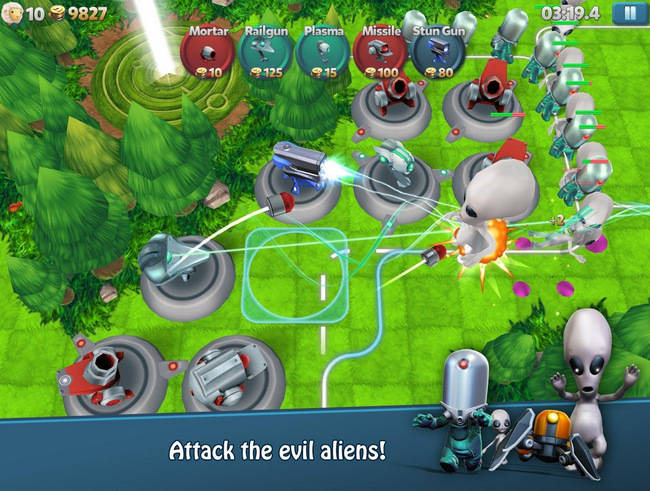 10 9827
03:19.4
Mortar Railgun Plasma Missile Stun Gun
10 125 15 100 80
+2
Attack the evil aliens!